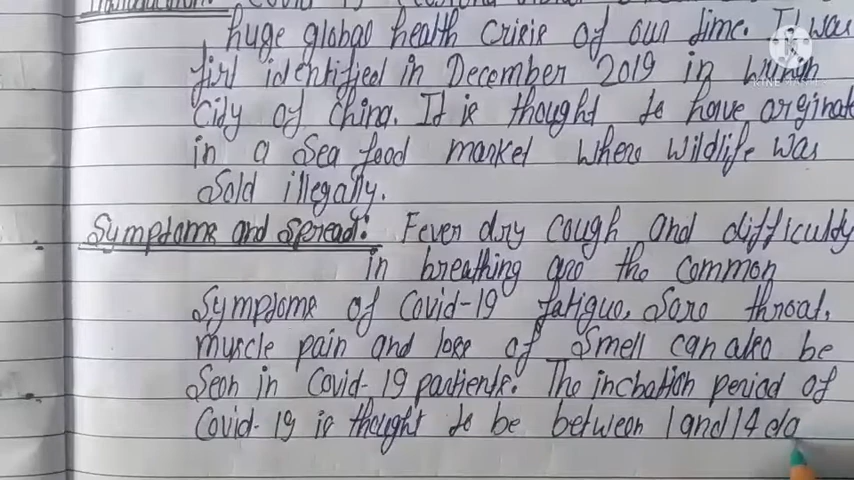 huge global health crisis of our time. It was
first identified in December 2019 in Wuhan
City of China. It is thought to have orginat
in a Sea food market where wildlife was
Sold illegally.
Symptoms and Spread: Fever dry cough and difficulty
in breathing are the common
Symptoms of Covid-19 fatigue, Sore throat,
muscle pain and loss of Smell can also be
Seen in Covid-19 patients. The incbation period of
Covid-19 is thought to be between 1 and 14 da
KINEMASTER